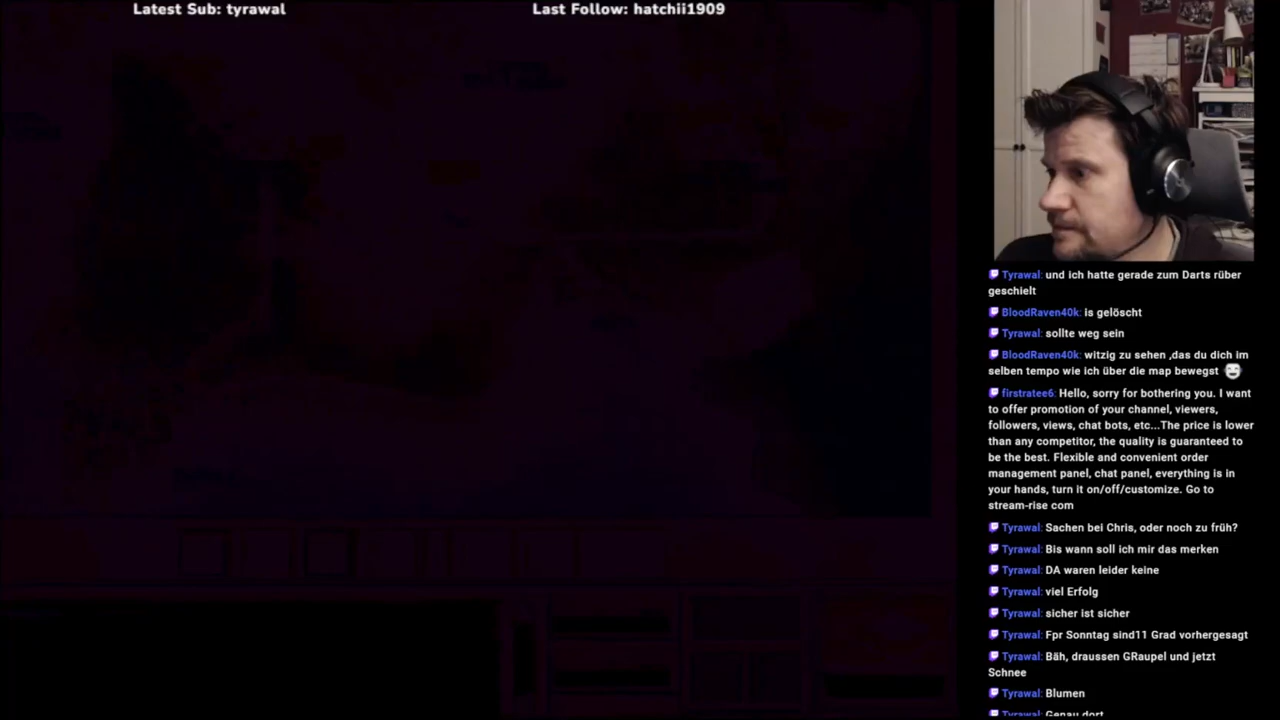 Latest Sub: tyrawal
Last Follow: hatchii1909
Tyrawal: und ich hatte gerade zum Darts rüber
geschielt
BloodRaven40k: is gelöscht
Tyrawal: sollte weg sein
BloodRaven40k: witzig zu sehen ,das du dich im
selben tempo wie ich über die map bewegst
firstratee6: Hello, sorry for bothering you. I want
to offer promotion of your channel, viewers,
followers, views, chat bots, etc...The price is lower
than any competitor, the quality is guaranteed to
be the best. Flexible and convenient order
management panel, chat panel, everything is in
your hands, turn it on/off/customize. Go to
stream-rise com
Tyrawal: Sachen bei Chris, oder noch zu früh?
Tyrawal: Bis wann soll ich mir das merken
Tyrawal: DA waren leider keine
Tyrawal: viel Erfolg
Tyrawal: sicher ist sicher
Tyrawal: Fpr Sonntag sind11 Grad vorhergesagt
Tyrawal: Bäh, draussen GRaupel und jetzt
Schnee
Tyrawal: Blumen
Tyrawal: Genau dort